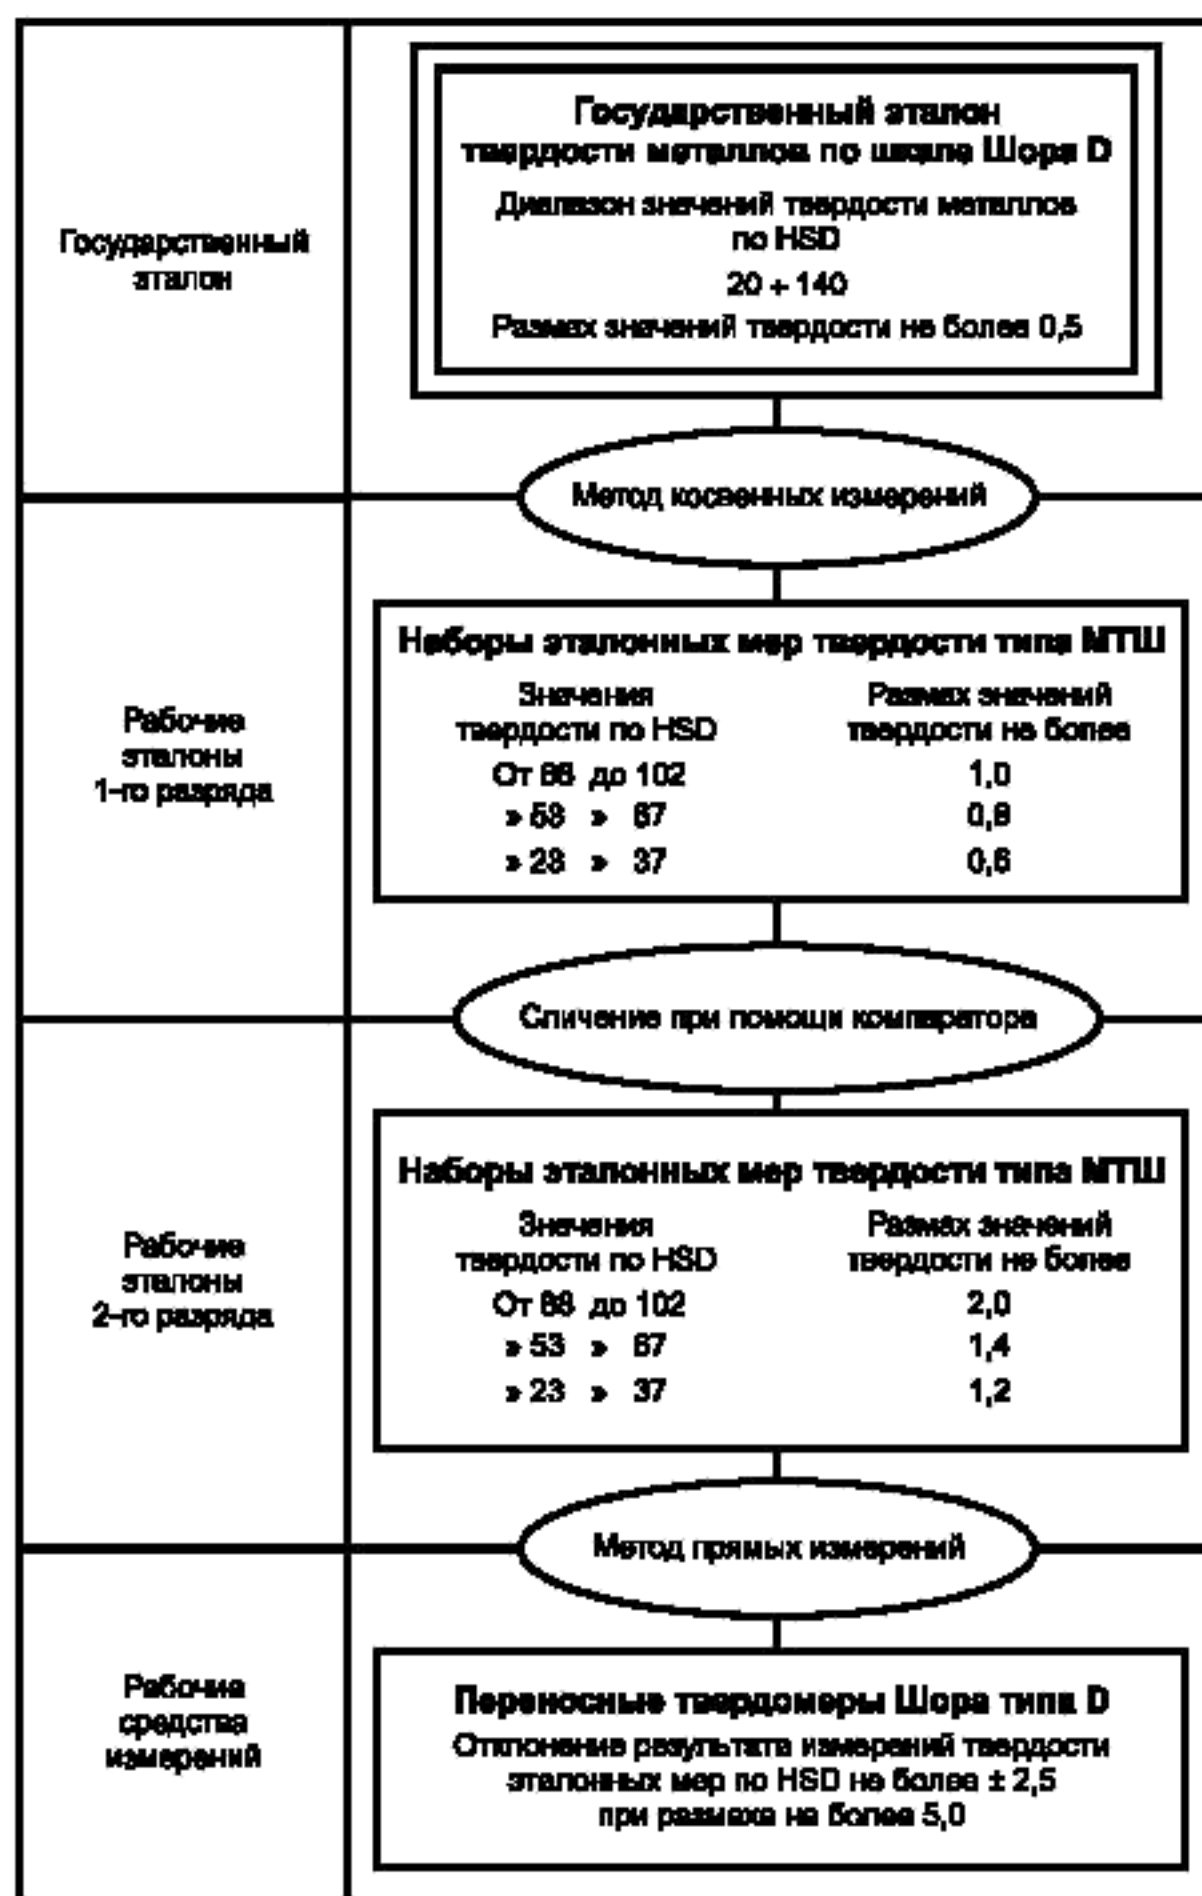 Государственный
эталон
Государственный эталон
твердости металлов по шкале Шора D
Диапазон значений твердости металлов
по HSD
20 ÷ 140
Размах значений твердости не более 0,5
Метод косвенных измерений
Рабочие
эталоны
1-го разряда
Наборы эталонных мер твердости типа МТШ
Значения
твердости по HSD
Размах значений
твердости не более
От 88 до 102 1,0
» 53 » 67 0,8
» 23 » 37 0,6
Сличение при помощи компаратора
Рабочие
эталоны
2-го разряда
Наборы эталонных мер твердости типа МТШ
Значения
твердости по HSD
Размах значений
твердости не более
От 88 до 102 2,0
» 53 » 67 1,4
» 23 » 37 1,2
Метод прямых измерений
Рабочие
средства
измерений
Переносные твердомеры Шора типа D
Отклонение результата измерений твердости
эталонных мер по HSD не более ± 2,5
при размахе не более 5,0